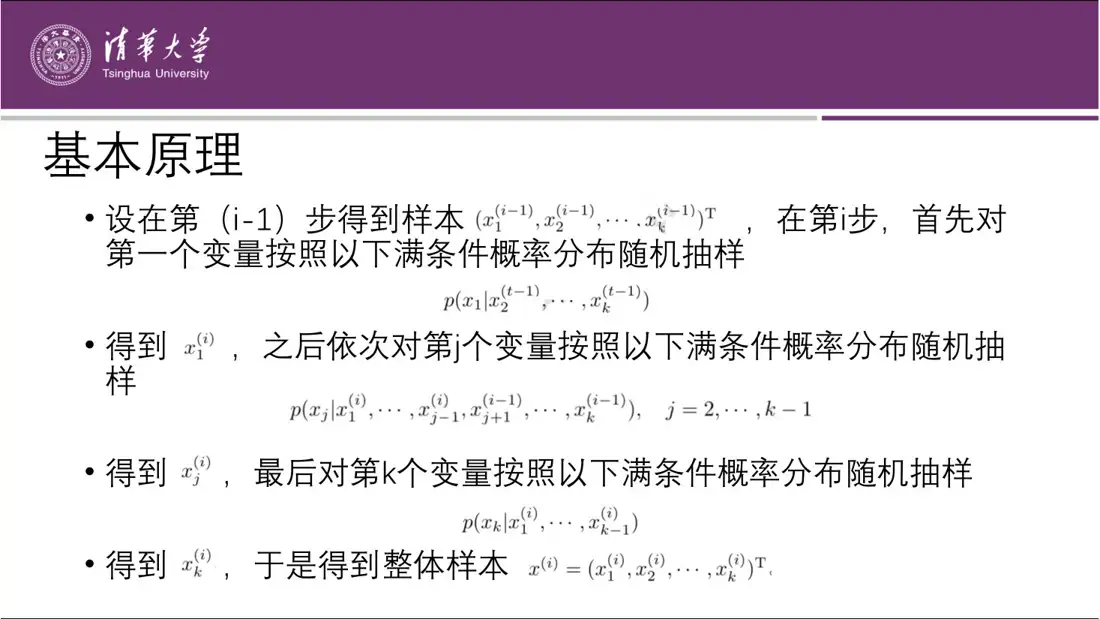 清华大学
Tsinghua University
基本原理
• 设在第（i-1）步得到样本 $(x_1^{(i-1)}, x_2^{(i-1)}, \cdots, x_k^{(i-1)})^{\mathrm{T}}$ ，在第i步，首先对
第一个变量按照以下满条件概率分布随机抽样
$p(x_1|x_2^{(t-1)}, \cdots, x_k^{(t-1)})$
• 得到 $x_1^{(i)}$ ，之后依次对第j个变量按照以下满条件概率分布随机抽
样
$p(x_j|x_1^{(i)}, \cdots, x_{j-1}^{(i)}, x_{j+1}^{(i-1)}, \cdots, x_k^{(i-1)}), \quad j = 2, \cdots, k-1$
• 得到 $x_j^{(i)}$ ，最后对第k个变量按照以下满条件概率分布随机抽样
$p(x_k|x_1^{(i)}, \cdots, x_{k-1}^{(i)})$
• 得到 $x_k^{(i)}$ ，于是得到整体样本 $x^{(i)} = (x_1^{(i)}, x_2^{(i)}, \cdots, x_k^{(i)})^{\mathrm{T}}$